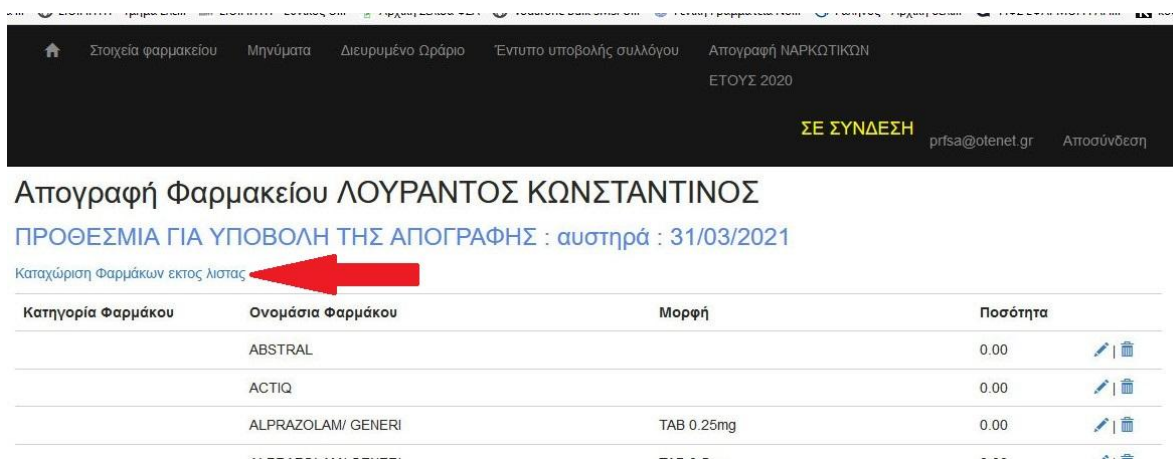 Στοιχεία φαρμακείου Μηνύματα Διευρυμένο Ωράριο Έντυπο υποβολής συλλόγου Απογραφή ΝΑΡΚΩΤΙΚΩΝ
ΕΤΟΥΣ 2020
ΣΕ ΣΥΝΔΕΣΗ prfsa@otenet.gr Αποσύνδεση
Απογραφή Φαρμακείου ΛΟΥΡΑΝΤΟΣ ΚΩΝΣΤΑΝΤΙΝΟΣ
ΠΡΟΘΕΣΜΙΑ ΓΙΑ ΥΠΟΒΟΛΗ ΤΗΣ ΑΠΟΓΡΑΦΗΣ : αυστηρά : 31/03/2021
Καταχώριση Φαρμάκων εκτος λιστας
Κατηγορία Φαρμάκου Ονομάσια Φαρμάκου Μορφή Ποσότητα
ABSTRAL 0.00
ACTIQ 0.00
ALPRAZOLAM/ GENERI TAB 0.25mg 0.00